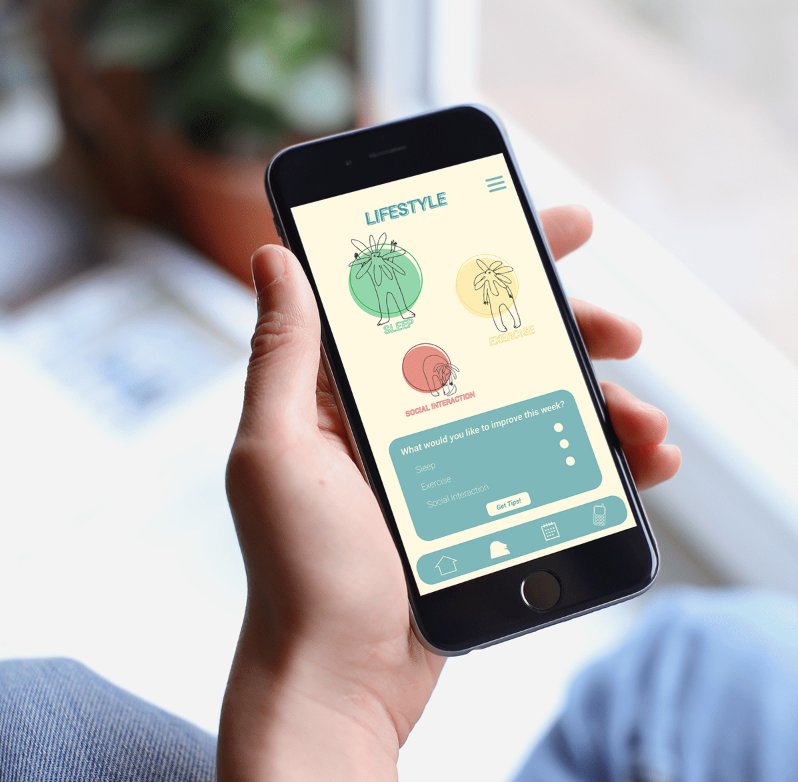 LIFESTYLE
SLEEP
EXERCISE
SOCIAL INTERACTION
What would you like to improve this week?
Sleep
Exercise
Social interaction
Get Tips!